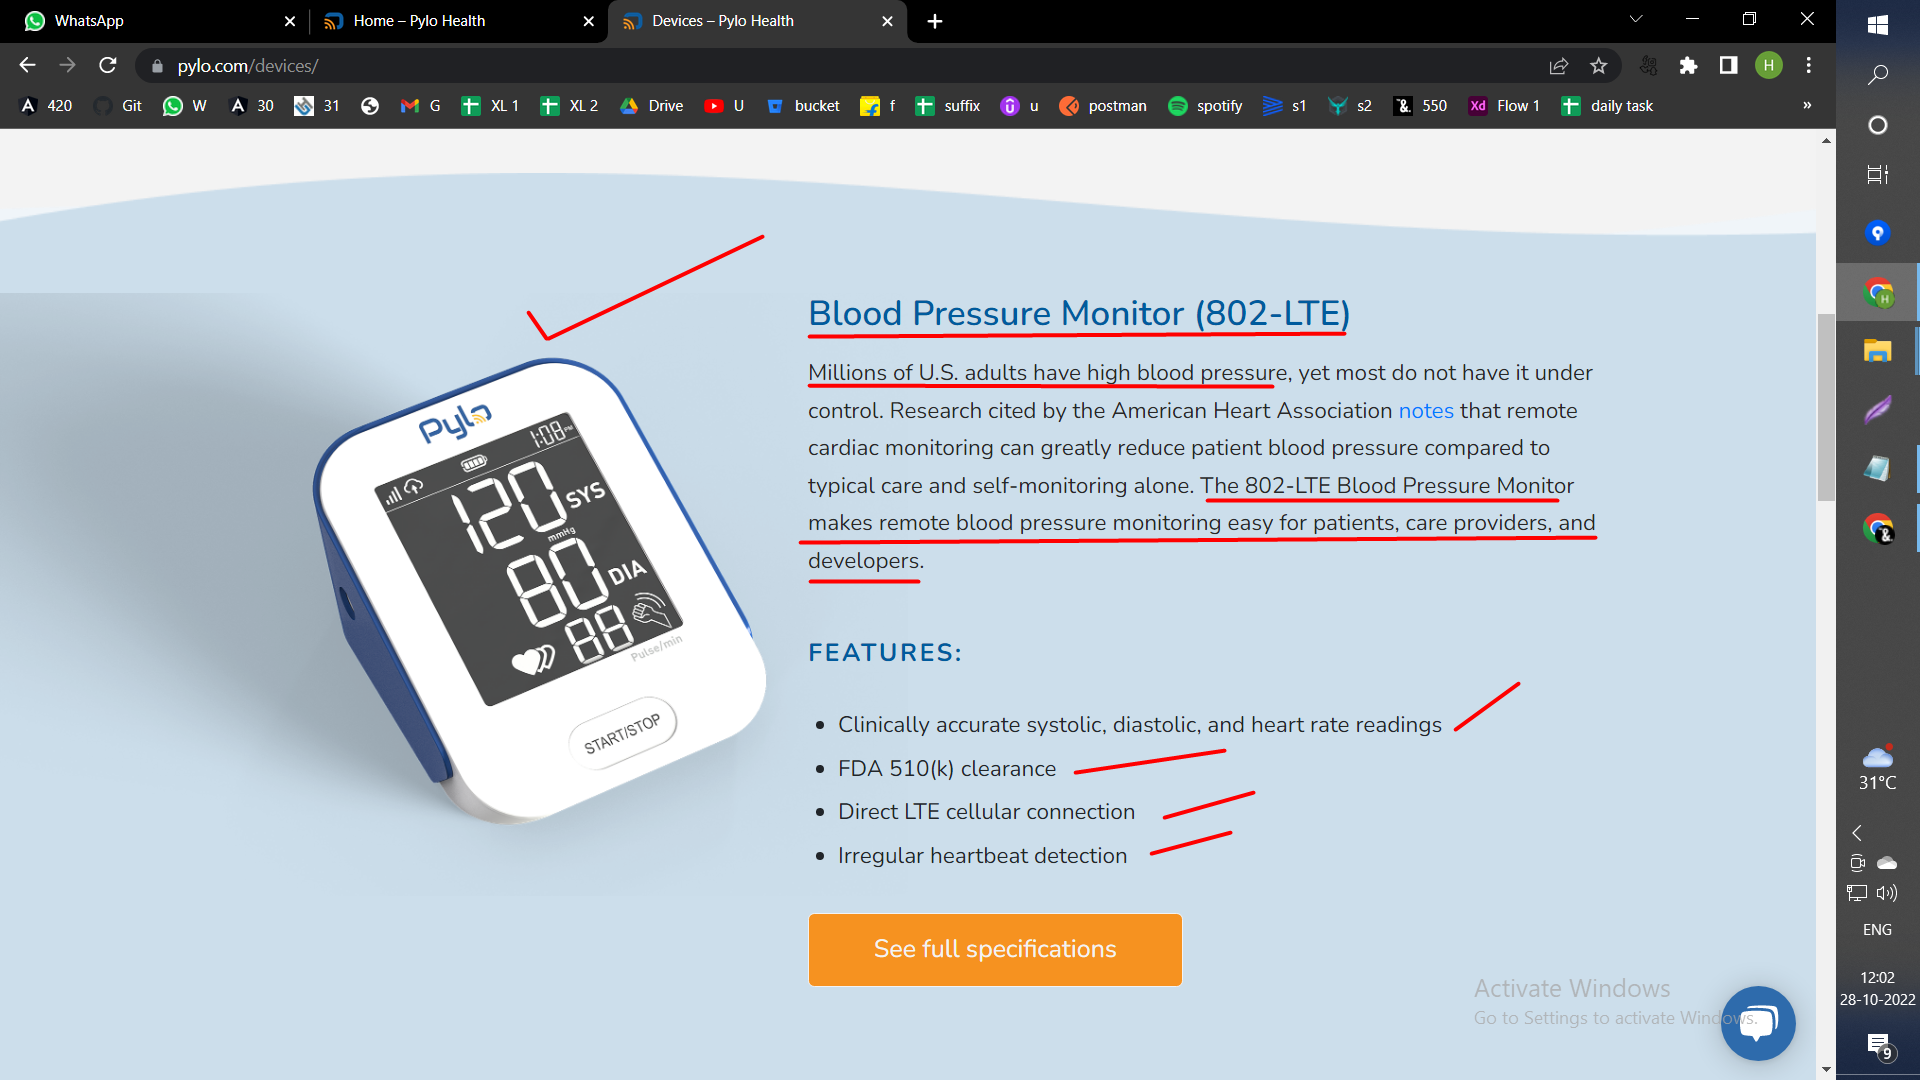 WhatsApp
Home – Pylo Health
Devices – Pylo Health
pylo.com/devices/
H
420
Git
W
30
31
G
XL 1
XL 2
Drive
U
bucket
f
suffix
u
postman
spotify
s1
s2
550
Flow 1
daily task
»
Pylo
1:08 PM
120 SYS
mmHg
80 DIA
88
Pulse/min
START/STOP
Blood Pressure Monitor (802-LTE)
Millions of U.S. adults have high blood pressure, yet most do not have it under
control. Research cited by the American Heart Association notes that remote
cardiac monitoring can greatly reduce patient blood pressure compared to
typical care and self-monitoring alone. The 802-LTE Blood Pressure Monitor
makes remote blood pressure monitoring easy for patients, care providers, and
developers.
FEATURES:
• Clinically accurate systolic, diastolic, and heart rate readings
• FDA 510(k) clearance
• Direct LTE cellular connection
• Irregular heartbeat detection
See full specifications
Activate Windows
Go to Settings to activate Windows.
31°C
ENG
12:02
28-10-2022
9